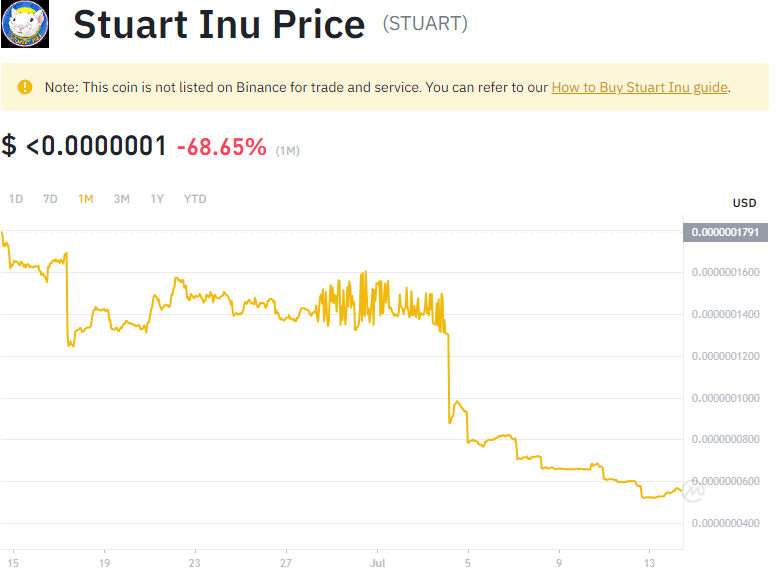 Stuart Inu Price (STUART)
Note: This coin is not listed on Binance for trade and service. You can refer to our How to Buy Stuart Inu guide.
$ <0.0000001 -68.65% (1M)
1D 7D 1M 3M 1Y YTD
USD
0.0000001791
0.0000001600
0.0000001400
0.0000001200
0.0000001000
0.0000000800
0.0000000600
0.0000000400
15 19 23 27 Jul 5 9 13